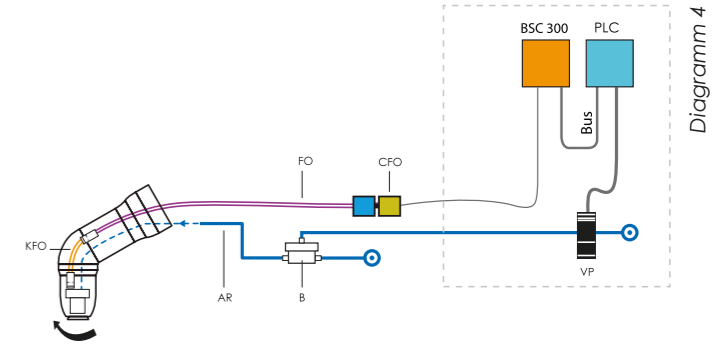 BSC 300
PLC
Diagramm 4
Bus
FO
CFO
KFO
AR
B
VP